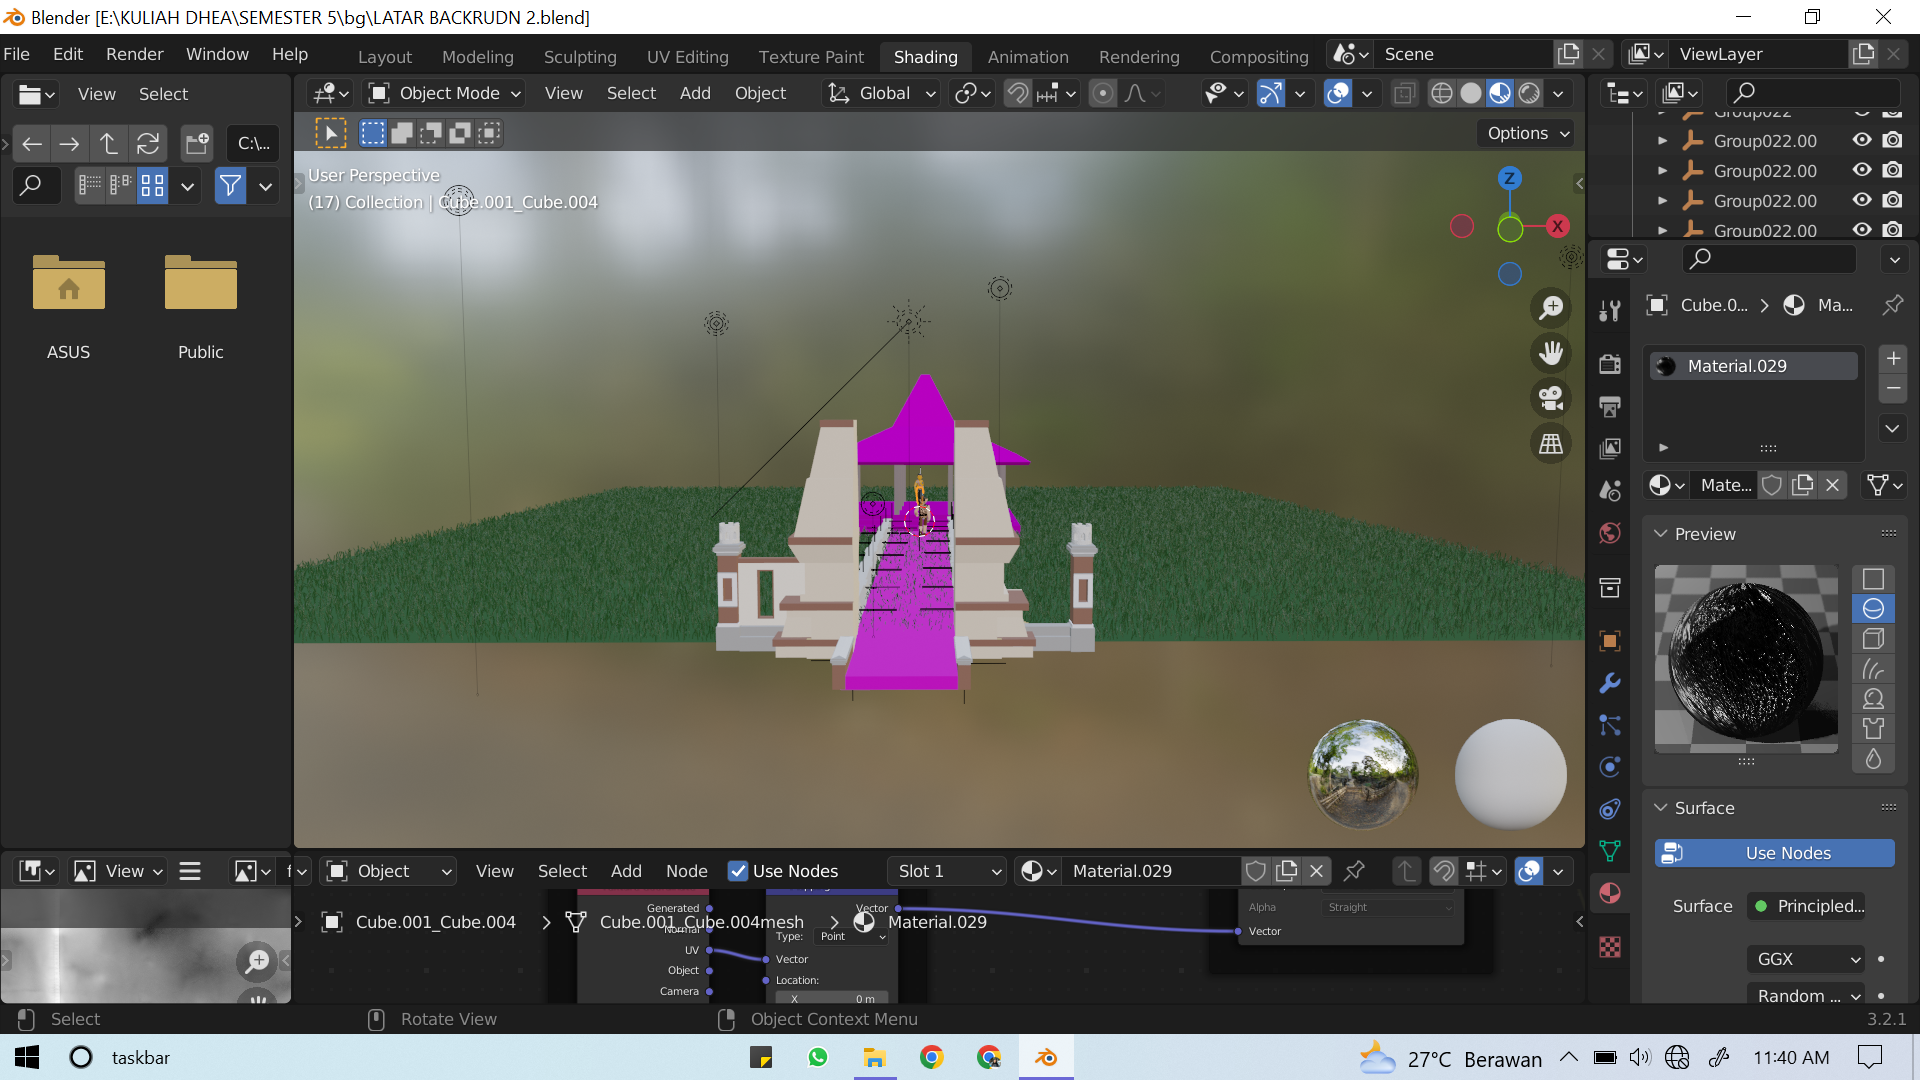 Blender [E:\KULIAH DHEA\SEMESTER 5\bg\LATAR BACKRUDN 2.blend]
File Edit Render Window Help
Layout Modeling Sculpting UV Editing Texture Paint Shading Animation Rendering Compositing
Scene
ViewLayer
View Select
Object Mode View Select Add Object Global
C:\...
Options
User Perspective
(17) Collection | Cube.001_Cube.004
Z
X
Group022
Group022.00
Group022.00
Group022.00
Group022.00
ASUS
Public
Cube.0... Ma...
Material.029
Mate...
Preview
Surface
Use Nodes
Surface Principled...
GGX
Random ...
View
Object View Select Add Node Use Nodes Slot 1 Material.029
Cube.001_Cube.004 Cube.001_Cube.004mesh Material.029
Generated
Normal
UV
Object
Camera
Vector
Type: Point
Vector
Location:
X 0 m
Alpha Straight
Vector
Select
Rotate View
Object Context Menu
3.2.1
taskbar
27°C Berawan
11:40 AM